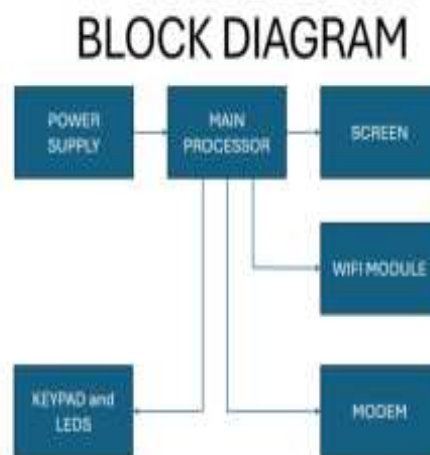 BLOCK DIAGRAM
POWER
SUPPLY
MAIN
PROCESSOR
SCREEN
WIFI MODULE
KEYPAD and
LEDS
MODEM